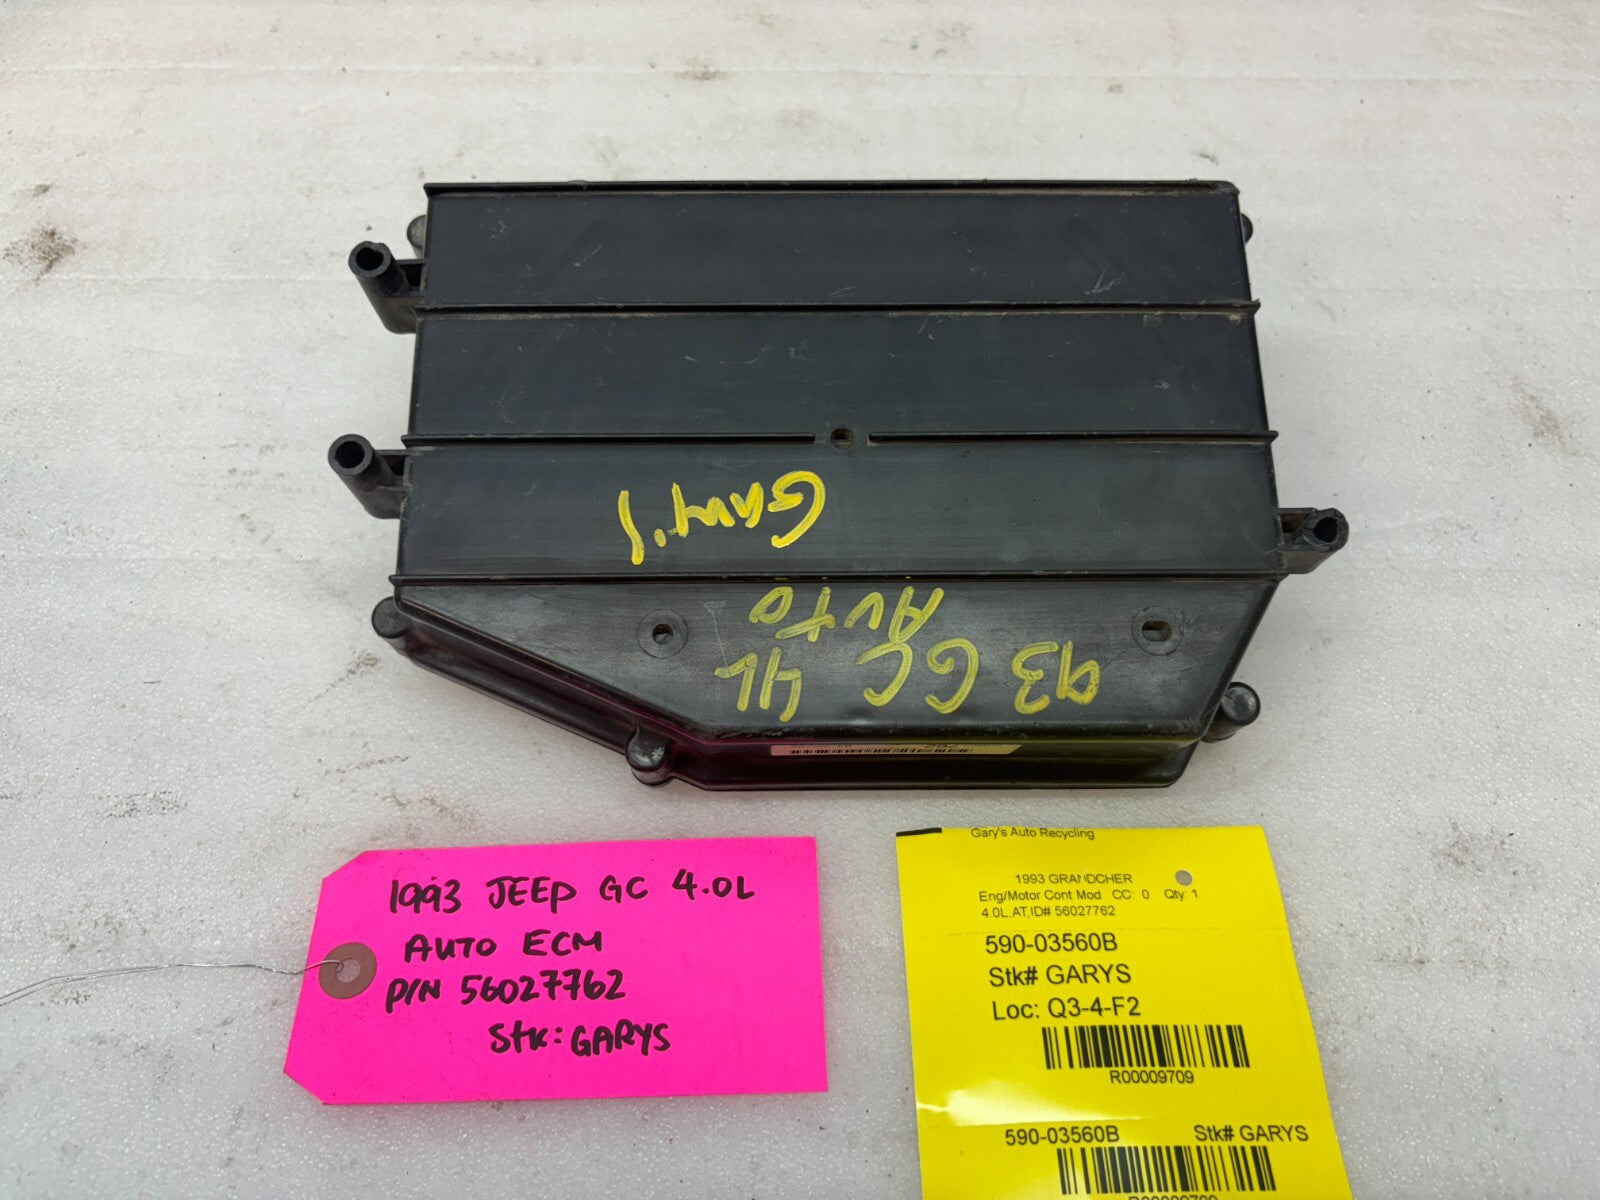 Gary's
93 GC 4L
Auto
1993 JEEP GC 4.0L
AUTO ECM
P/N 56027762
Stk: GARYS
Gary's Auto Recycling
1993 GRANDCHER
Eng/Motor Cont Mod CC: 0 Qty: 1
4.0L,AT,ID# 56027762
590-03560B
Stk# GARYS
Loc: Q3-4-F2
R00009709
590-03560B Stk# GARYS
R00009709